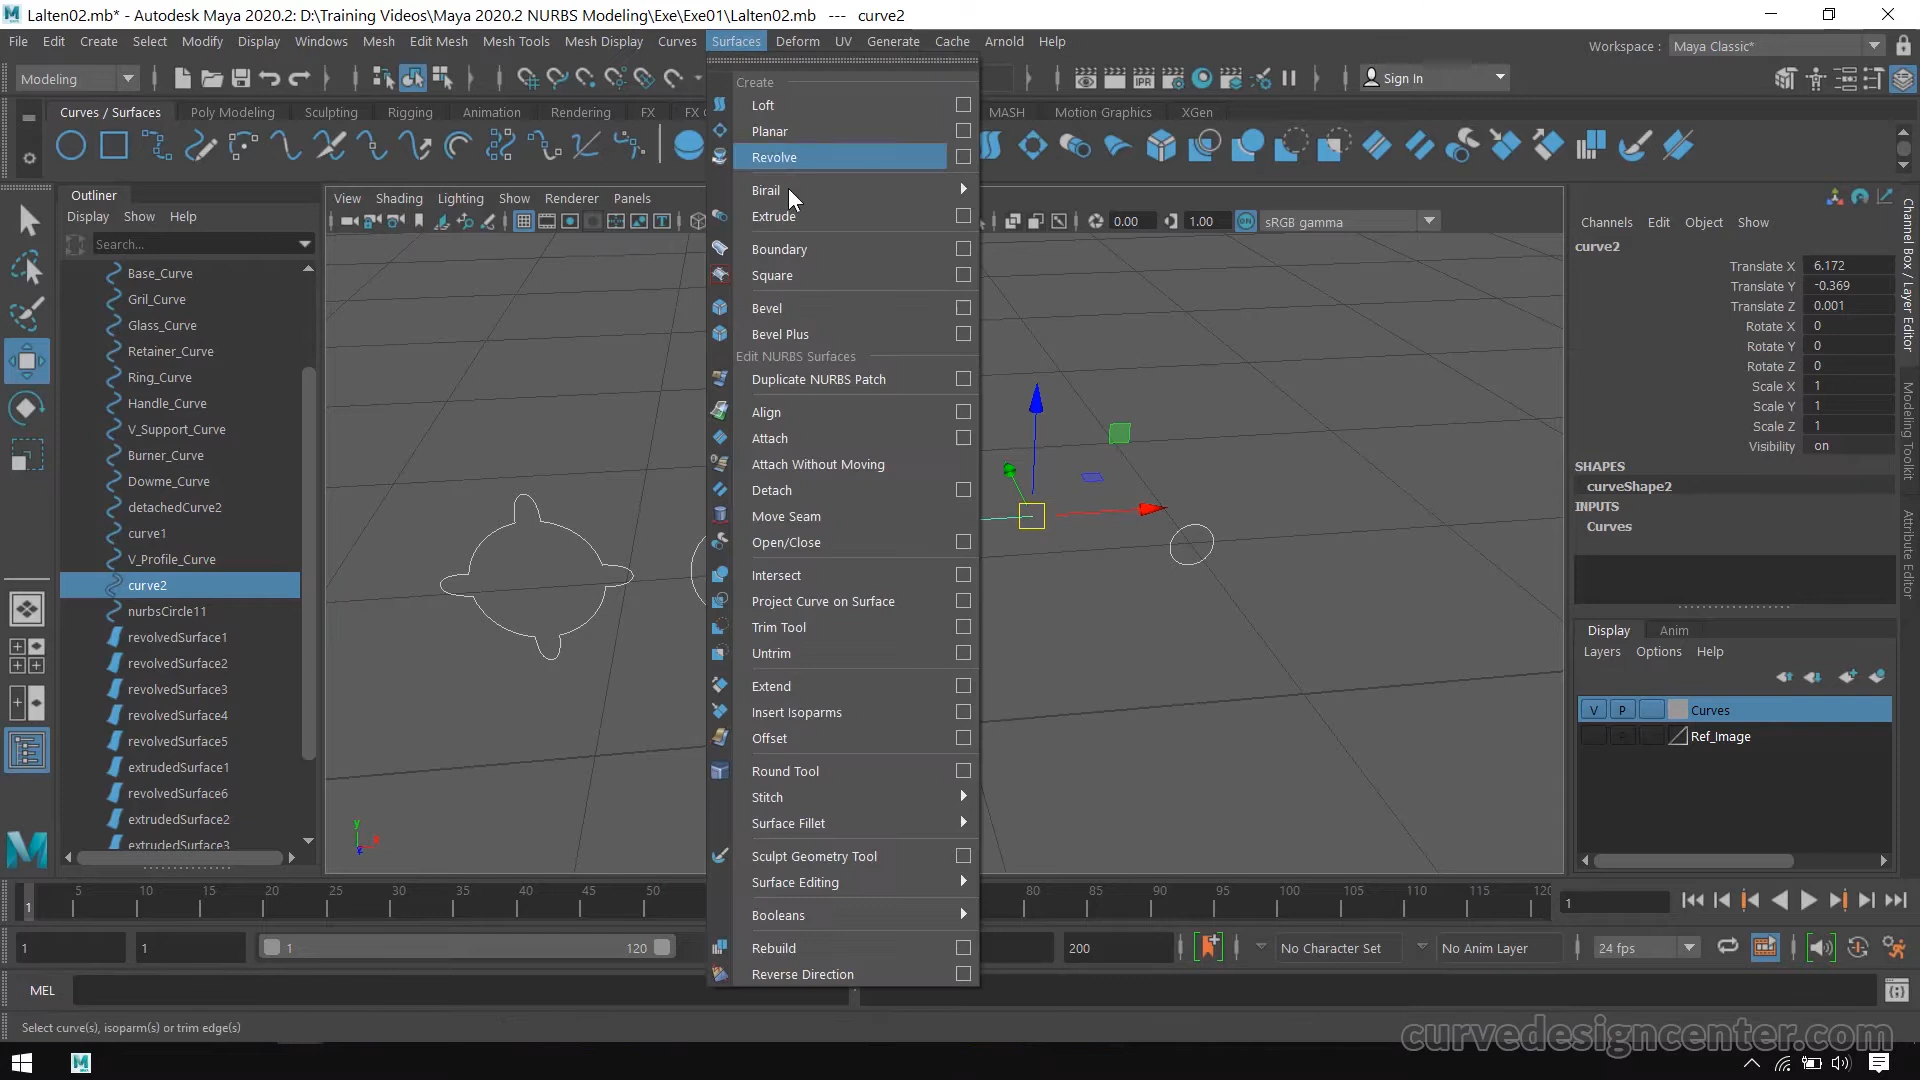 Lalten02.mb* - Autodesk Maya 2020.2: D:\Training Videos\Maya 2020.2 NURBS Modeling\Exe\Exe01\Lalten02.mb --- curve2
File Edit Create Select Modify Display Windows Mesh Edit Mesh Mesh Tools Mesh Display Curves Surfaces Deform UV Generate Cache Arnold Help
Workspace : Maya Classic*
Modeling
IPR
Sign In
Curves / Surfaces Poly Modeling Sculpting Rigging Animation Rendering FX FX C MASH Motion Graphics XGen
Outliner
Display Show Help
Search...
Base_Curve
Gril_Curve
Glass_Curve
Retainer_Curve
Ring_Curve
Handle_Curve
V_Support_Curve
Burner_Curve
Dowme_Curve
detachedCurve2
curve1
V_Profile_Curve
curve2
nurbsCircle11
revolvedSurface1
revolvedSurface2
revolvedSurface3
revolvedSurface4
revolvedSurface5
extrudedSurface1
revolvedSurface6
extrudedSurface2
extrudedSurface3
View Shading Lighting Show Renderer Panels
0.00 1.00 ON sRGB gamma
Create
Loft
Planar
Revolve
Birail
Extrude
Boundary
Square
Bevel
Bevel Plus
Edit NURBS Surfaces
Duplicate NURBS Patch
Align
Attach
Attach Without Moving
Detach
Move Seam
Open/Close
Intersect
Project Curve on Surface
Trim Tool
Untrim
Extend
Insert Isoparms
Offset
Round Tool
Stitch
Surface Fillet
Sculpt Geometry Tool
Surface Editing
Booleans
Rebuild
Reverse Direction
Channels Edit Object Show
curve2
Translate X 6.172
Translate Y -0.369
Translate Z 0.001
Rotate X 0
Rotate Y 0
Rotate Z 0
Scale X 1
Scale Y 1
Scale Z 1
Visibility on
SHAPES
curveShape2
INPUTS
Curves
Channel Box / Layer Editor
Modeling Toolkit
Attribute Editor
Display Anim
Layers Options Help
V P Curves
Ref_Image
y
5 10 15 20 25 30 35 40 45 50 80 85 90 95 100 105 110 115 120
1
1
1 1 1 120 200 No Character Set No Anim Layer 24 fps
MEL
Select curve(s), isoparm(s) or trim edge(s)
curvedesigncenter.com